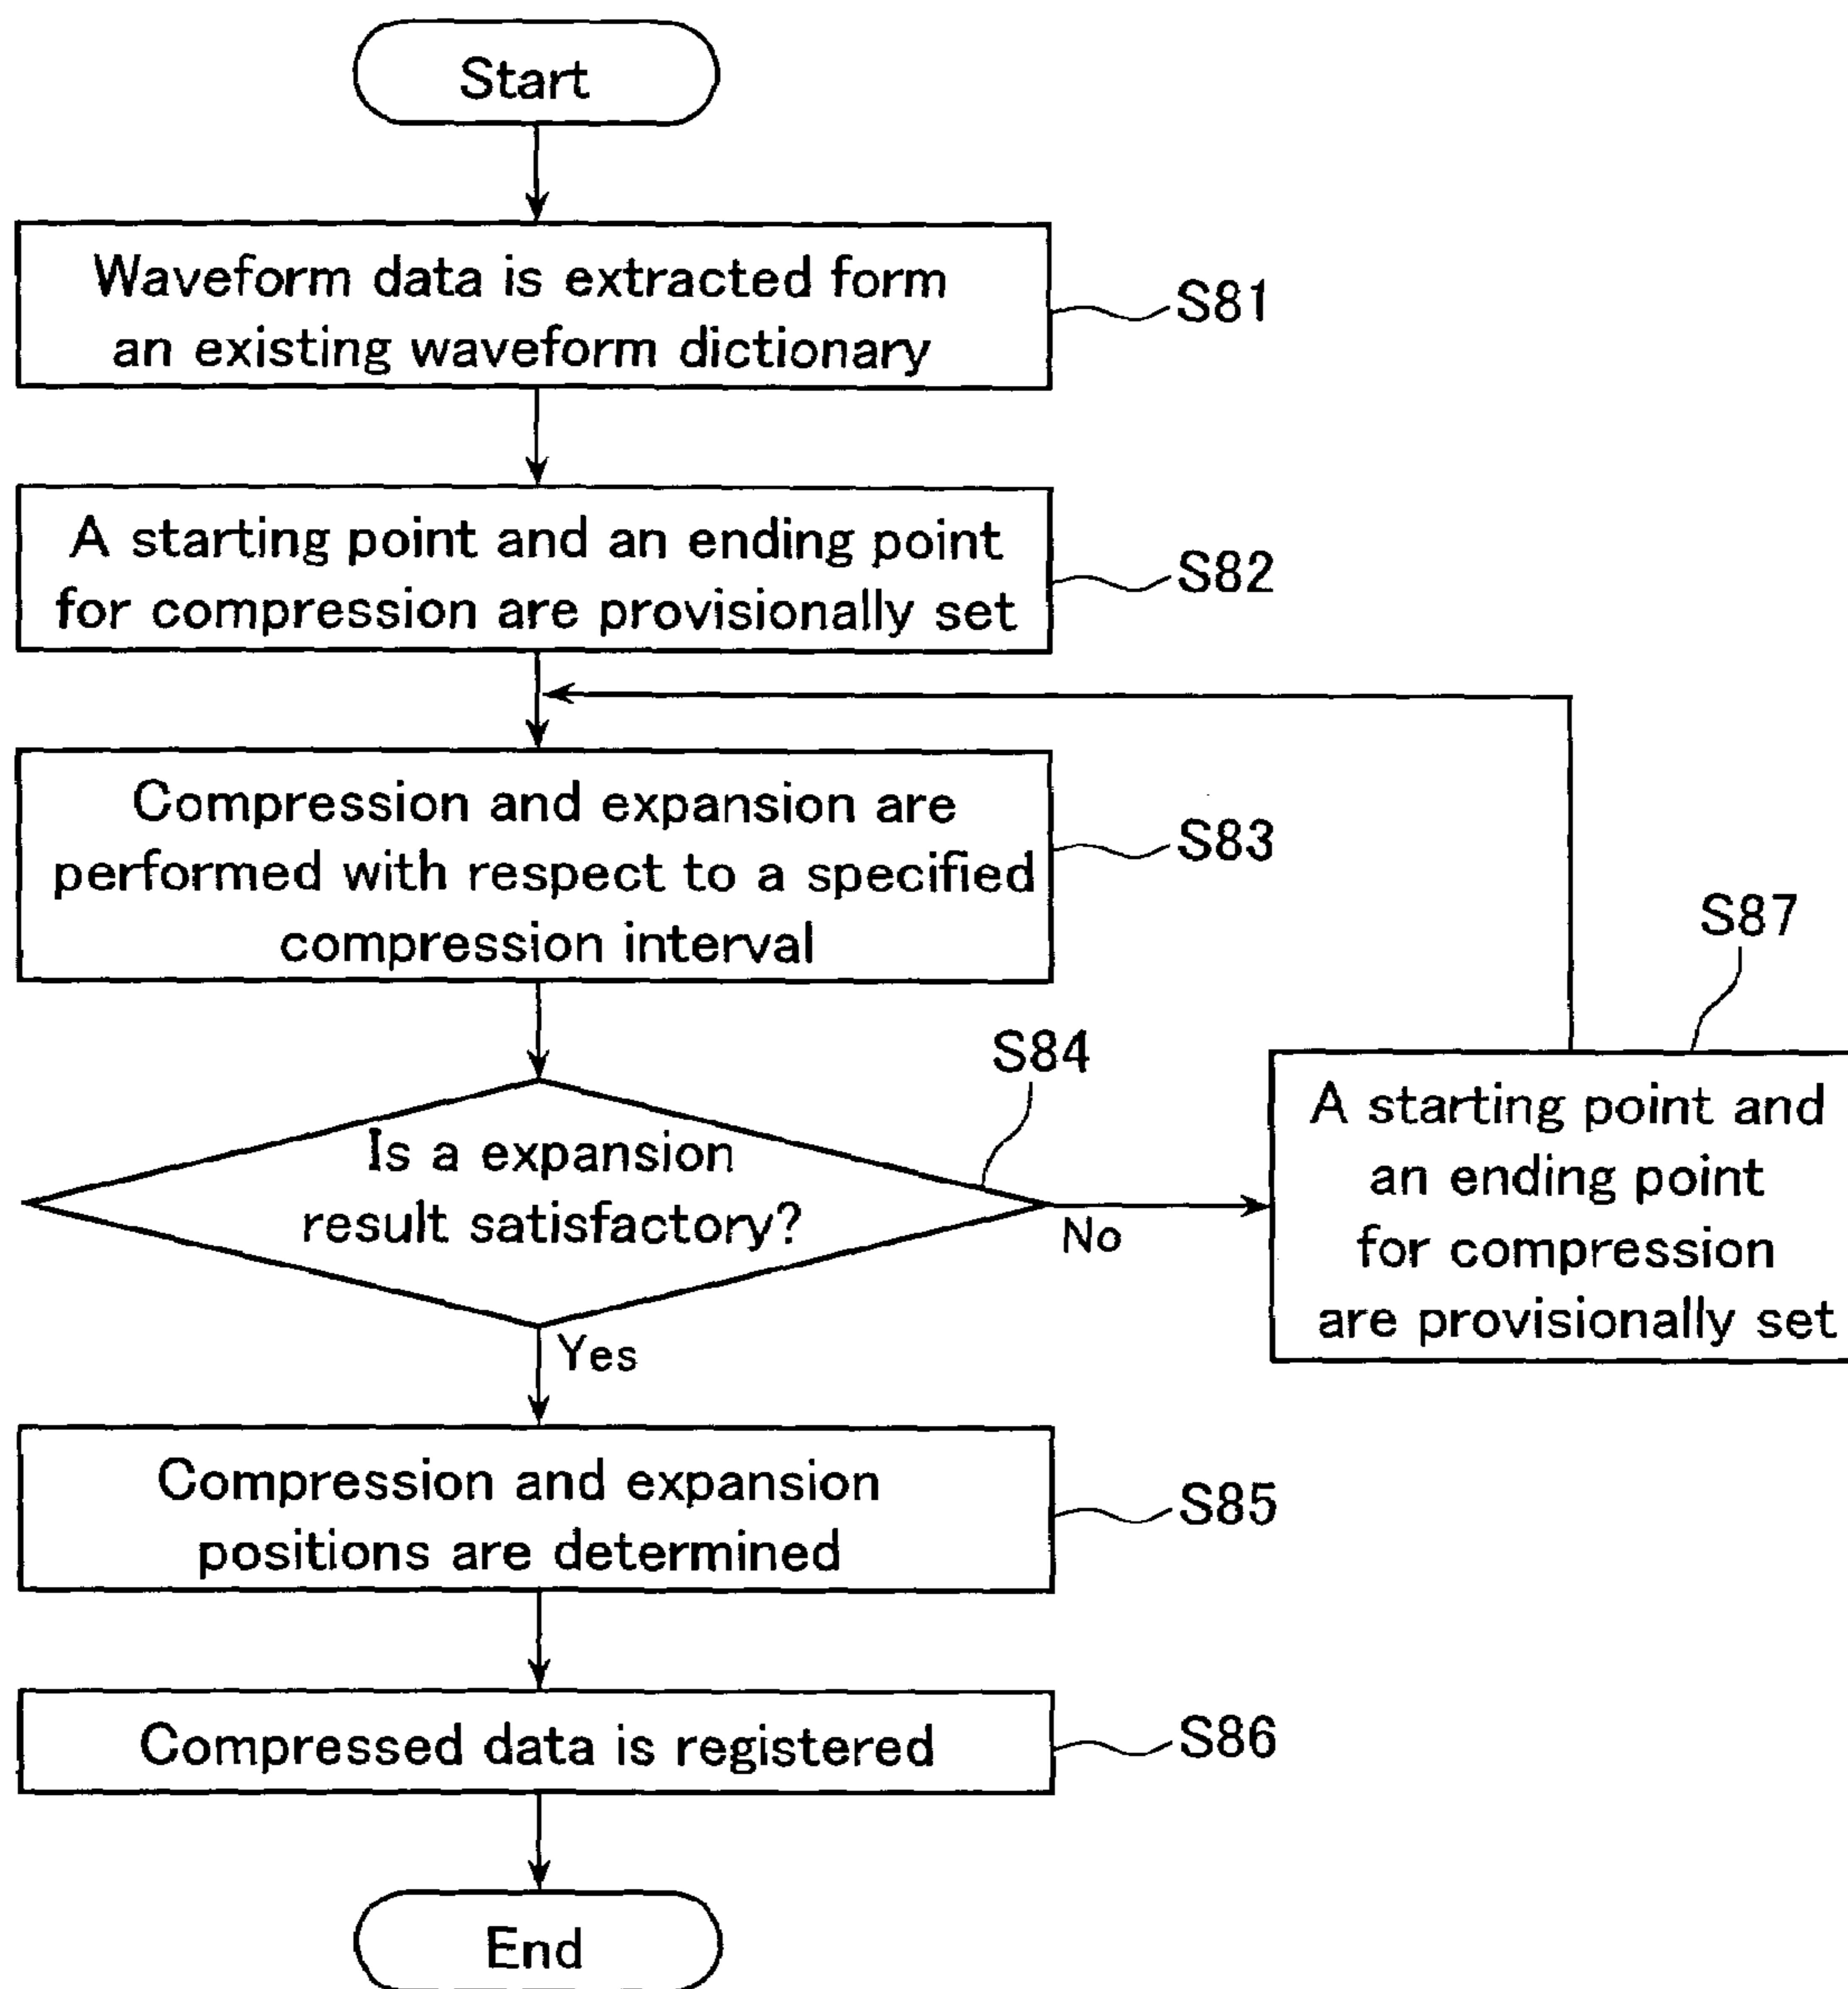 Start
Waveform data is extracted form
an existing waveform dictionary
S81
A starting point and an ending point
for compression are provisionally set
S82
Compression and expansion are
performed with respect to a specified
compression interval
S83
S87
S84
Is a expansion
result satisfactory?
No
A starting point and
an ending point
for compression
are provisionally set
Yes
Compression and expansion
positions are determined
S85
Compressed data is registered
S86
End